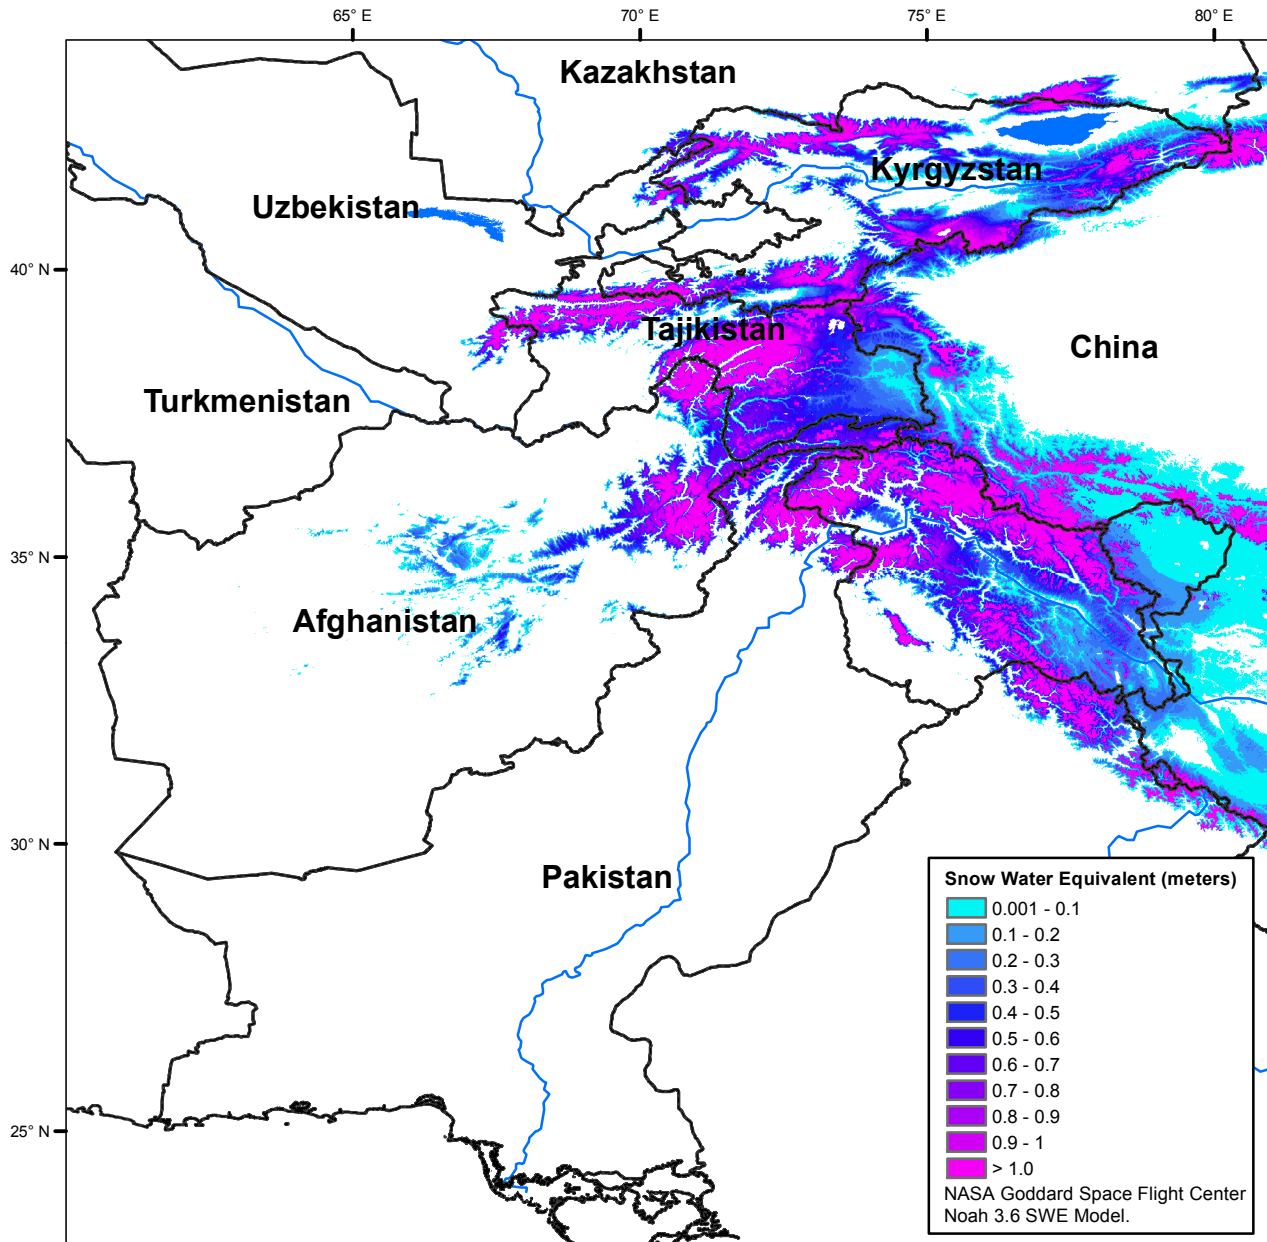 65° E
70° E
75° E
80° E
Kazakhstan
Kyrgyzstan
Uzbekistan
40° N
Tajikistan
China
Turkmenistan
35° N
Afghanistan
30° N
Pakistan
25° N
Snow Water Equivalent (meters)
0.001 - 0.1
0.1 - 0.2
0.2 - 0.3
0.3 - 0.4
0.4 - 0.5
0.5 - 0.6
0.6 - 0.7
0.7 - 0.8
0.8 - 0.9
0.9 - 1
> 1.0
NASA Goddard Space Flight Center
Noah 3.6 SWE Model.